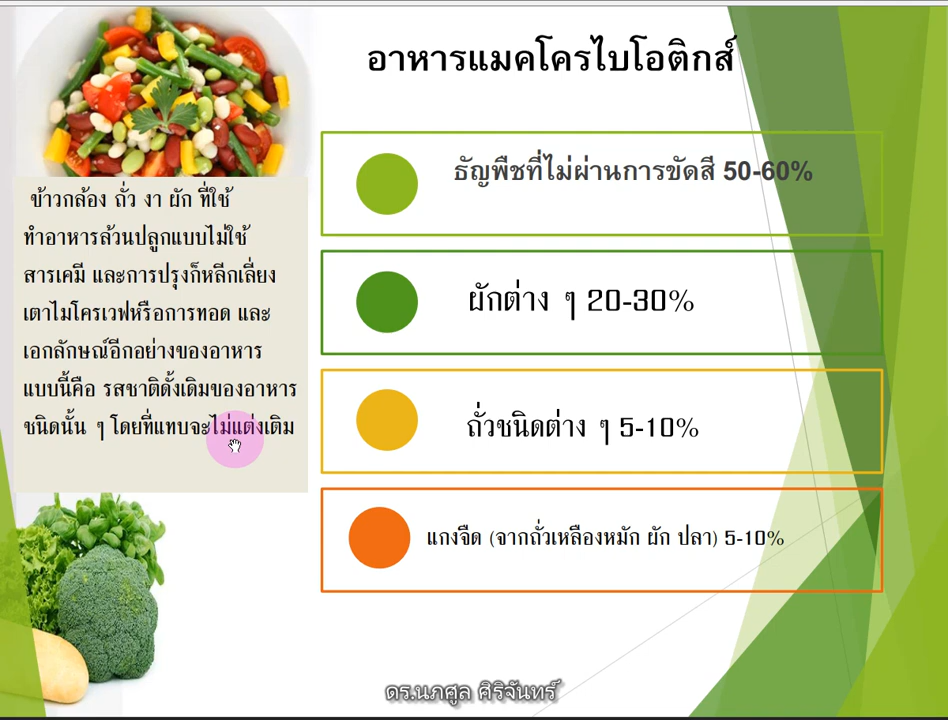 อาหารแมคโครไบโอติกส์
ธัญพืชที่ไม่ผ่านการขัดสี 50-60%
ผักต่าง ๆ 20-30%
ถั่วชนิดต่าง ๆ 5-10%
แกงจืด (จากถั่วเหลืองหมัก ผัก ปลา) 5-10%
ข้าวกล้อง ถั่ว งา ผัก ที่ใช้
ทำอาหารล้วนปลูกแบบไม่ใช้
สารเคมี และการปรุงก็หลีกเลี่ยง
เตาไมโครเวฟหรือการทอด และ
เอกลักษณ์อีกอย่างของอาหาร
แบบนี้คือ รสชาติดั้งเดิมของอาหาร
ชนิดนั้น ๆ โดยที่แทบจะไม่แต่งเติม
ดร.นภศูล ศิริจันทร์